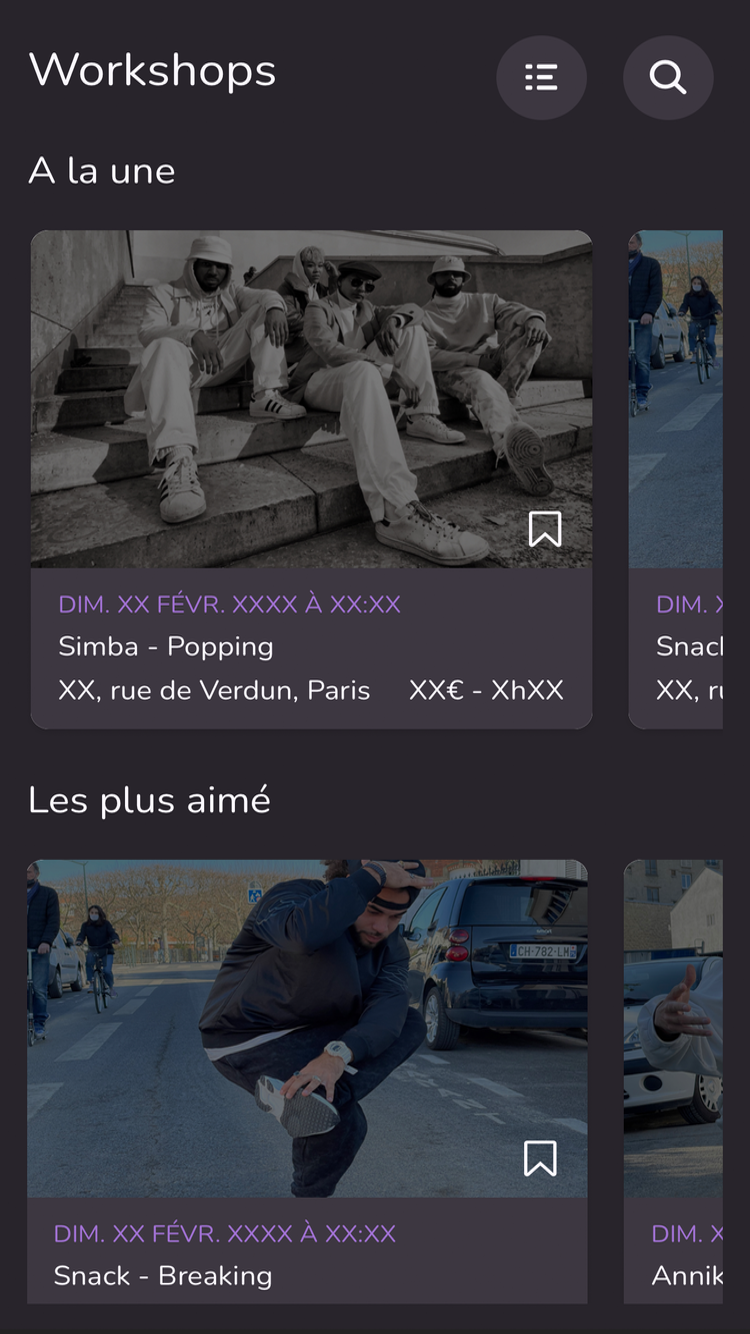 Workshops
A la une
DIM. XX FÉVR. XXXX À XX:XX
Simba - Popping
XX, rue de Verdun, Paris XX€ - XhXX
DIM.
XX,
Les plus aimé
CH-782-LM
DIM. XX FÉVR. XXXX À XX:XX
Snack - Breaking
DIM.
Annik